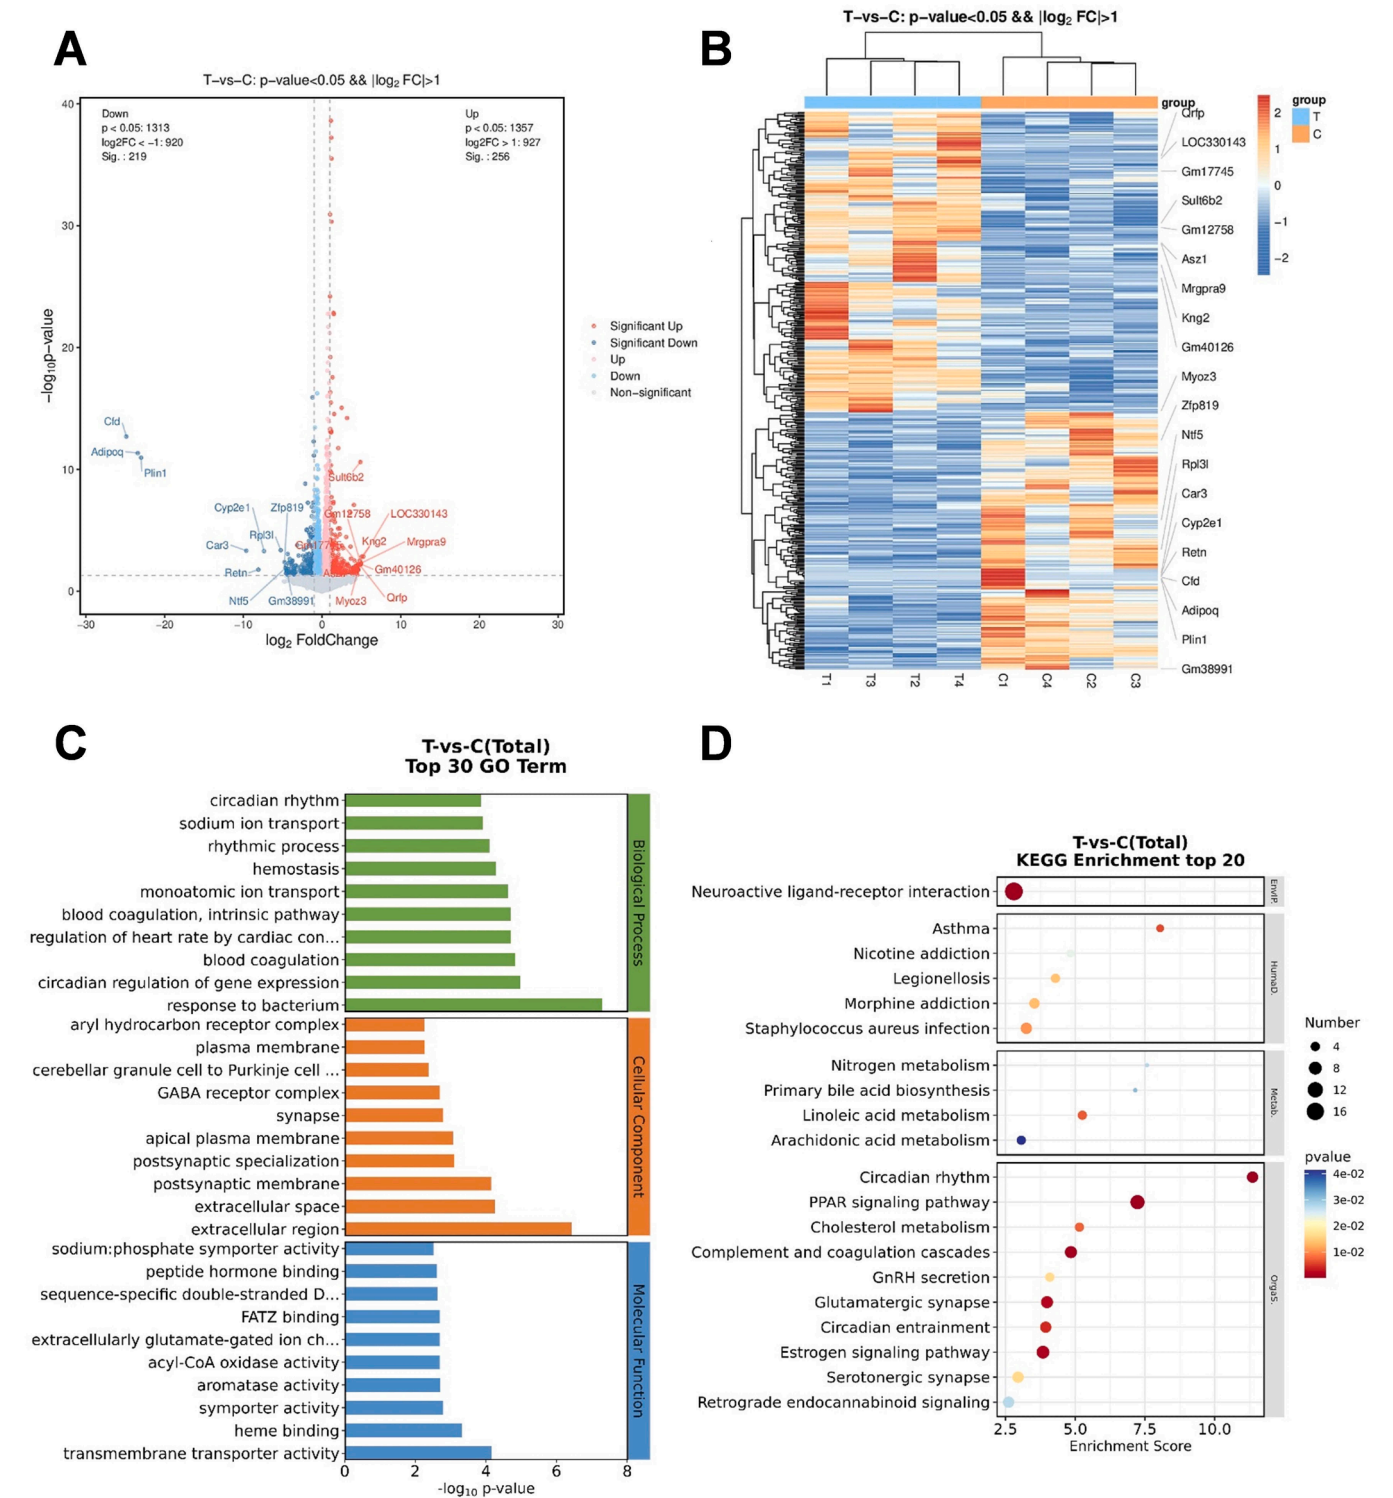 A
T-vs-C: p-value<0.05 && |log2 FC|>1
Down
p < 0.05: 1313
log2FC < -1: 920
Sig. : 219
Up
p < 0.05: 1357
log2FC > 1: 927
Sig. : 256
40
30
20
10
0
-log10p-value
Cfd
Adipoq
Plin1
Sult6b2
Cyp2e1
Zfp819
Gm12758
LOC330143
Rpl3l
Car3
Kng2
Mrgpra9
Retn
Gm40126
Ntf5
Gm38991
Myoz3
Qrfp
-30
-20
-10
0
10
20
30
log2 FoldChange
Significant Up
Significant Down
Up
Down
Non-significant
B
T-vs-C: p-value<0.05 && |log2 FC|>1
group
Qrfp
LOC330143
Gm17745
Sult6b2
Gm12758
Asz1
Mrgpra9
Kng2
Gm40126
Myoz3
Zfp819
Ntf5
Rpl3l
Car3
Cyp2e1
Retn
Cfd
Adipoq
Plin1
Gm38991
2
1
0
-1
-2
group
T
C
T1
T3
T2
T4
C1
C4
C2
C3
C
T-vs-C(Total)
Top 30 GO Term
circadian rhythm
sodium ion transport
rhythmic process
hemostasis
monoatomic ion transport
blood coagulation, intrinsic pathway
regulation of heart rate by cardiac con...
blood coagulation
circadian regulation of gene expression
response to bacterium
Biological Process
aryl hydrocarbon receptor complex
plasma membrane
cerebellar granule cell to Purkinje cell ...
GABA receptor complex
synapse
apical plasma membrane
postsynaptic specialization
postsynaptic membrane
extracellular space
extracellular region
Cellular Component
sodium:phosphate symporter activity
peptide hormone binding
sequence-specific double-stranded D...
FATZ binding
extracellularly glutamate-gated ion ch...
acyl-CoA oxidase activity
aromatase activity
symporter activity
heme binding
transmembrane transporter activity
Molecular Function
0
2
4
6
8
-log10 p-value
D
T-vs-C(Total)
KEGG Enrichment top 20
Neuroactive ligand-receptor interaction
EnvIP.
Asthma
Nicotine addiction
Legionellosis
Morphine addiction
Staphylococcus aureus infection
HumaD.
Nitrogen metabolism
Primary bile acid biosynthesis
Linoleic acid metabolism
Arachidonic acid metabolism
Metab.
Circadian rhythm
PPAR signaling pathway
Cholesterol metabolism
Complement and coagulation cascades
GnRH secretion
Glutamatergic synapse
Circadian entrainment
Estrogen signaling pathway
Serotonergic synapse
Retrograde endocannabinoid signaling
OrgaS.
2.5
5.0
7.5
10.0
Enrichment Score
Number
4
8
12
16
pvalue
4e-02
3e-02
2e-02
1e-02